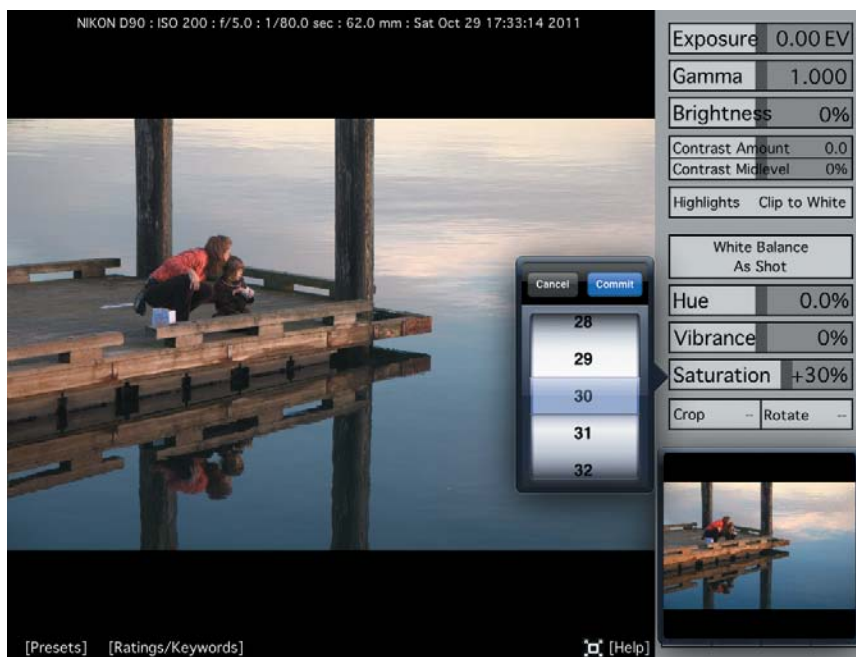 NIKON D90 : ISO 200 : f/5.0 : 1/80.0 sec : 62.0 mm : Sat Oct 29 17:33:14 2011
Exposure 0.00 EV
Gamma 1.000
Brightness 0%
Contrast Amount 0.0
Contrast Midlevel 0%
Highlights Clip to White
White Balance
As Shot
Hue 0.0%
Vibrance 0%
Saturation +30%
Crop -- Rotate --
Cancel Commit
28
29
30
31
32
[Presets] [Ratings/Keywords] [Help]